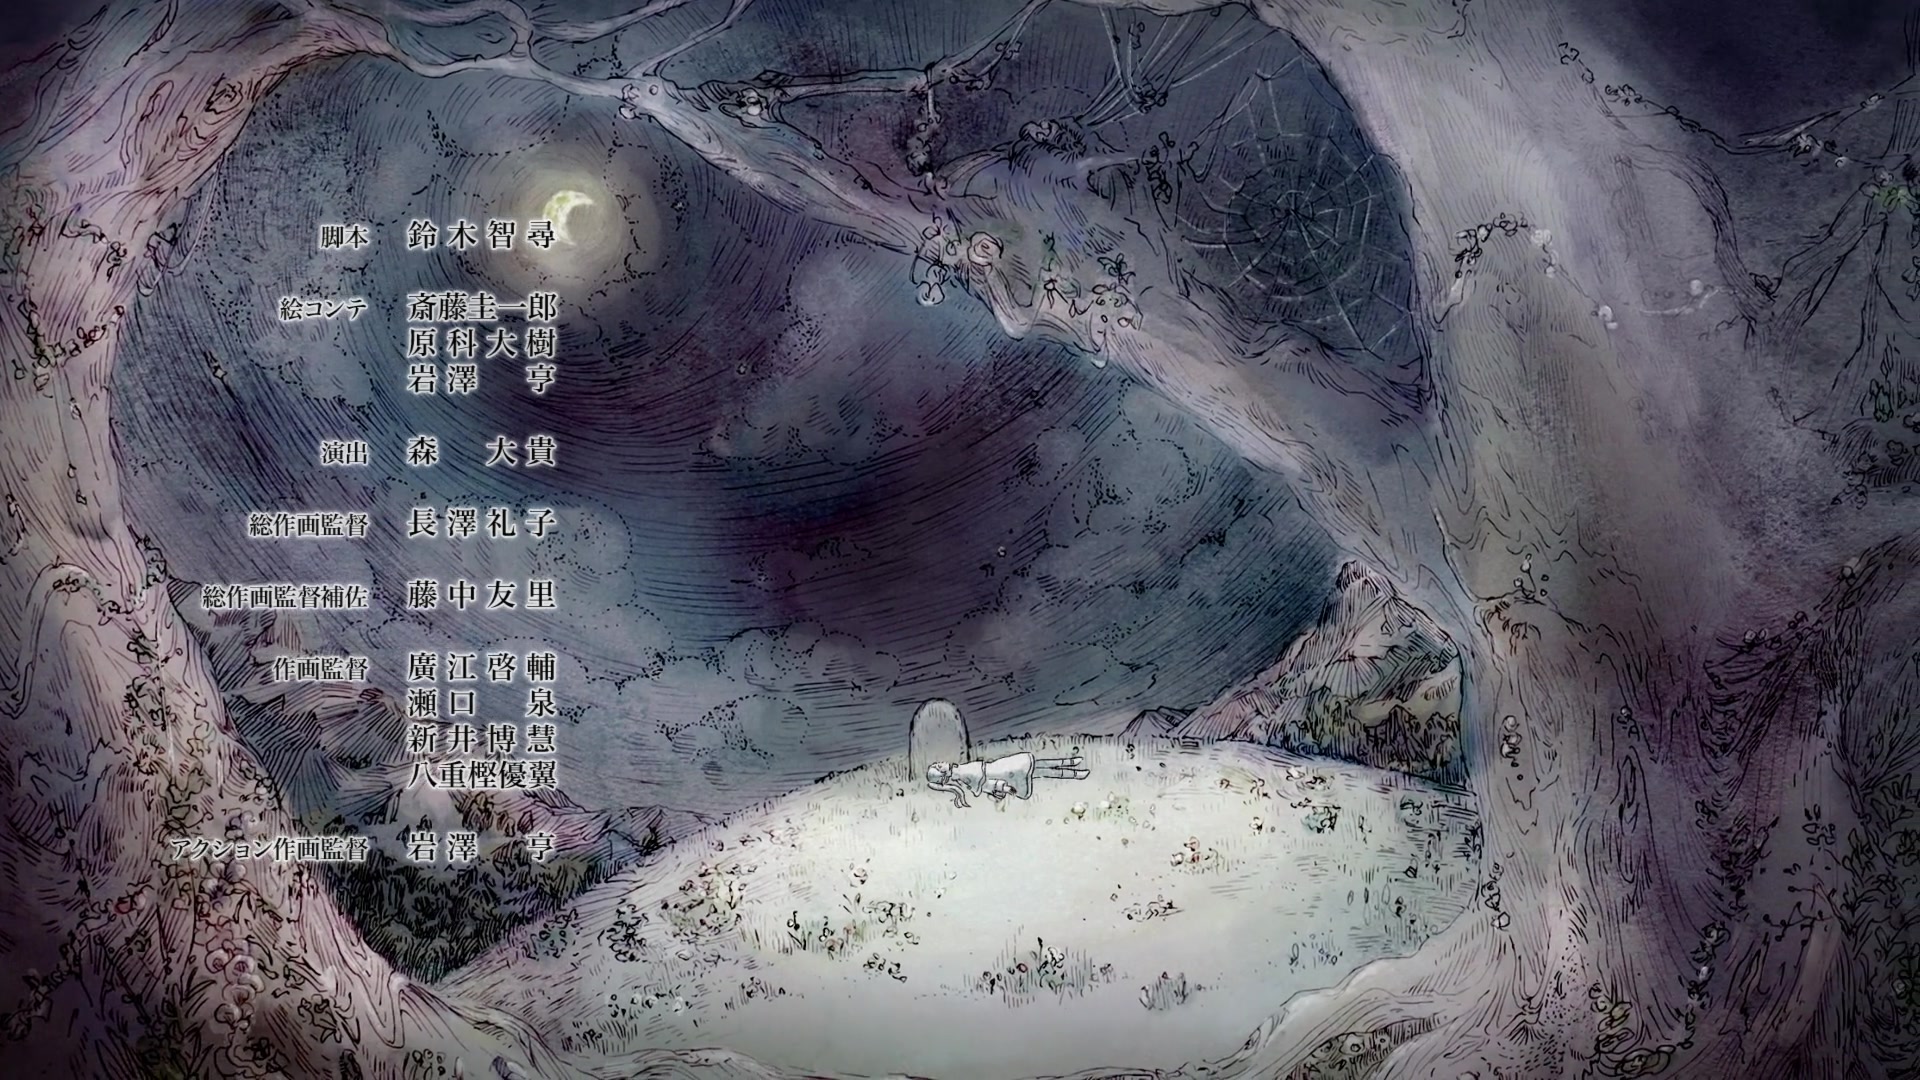 脚本 鈴木智尋
絵コンテ 斎藤圭一郎
原科大樹
岩澤 亨
演出 森 大貴
総作画監督 長澤礼子
総作画監督補佐 藤中友里
作画監督 廣江啓輔
瀬口 泉
新井博慧
八重樫優翼
アクション作画監督 岩澤 亨